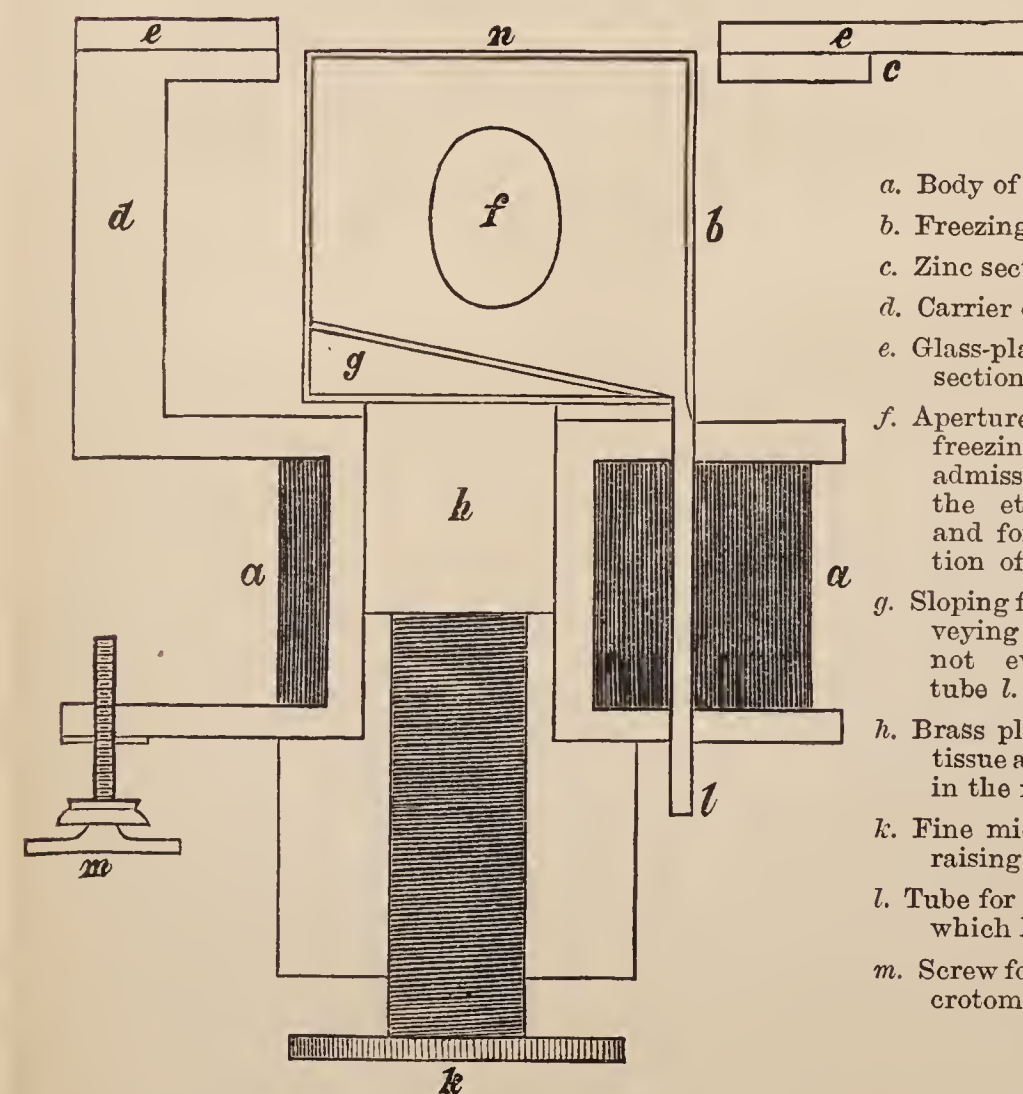 e
n
e
c
d
f
b
g
h
a
a
l
m
k
a. Body of
b. Freezing
c. Zinc sect
d. Carrier
e. Glass-pla
section
f. Aperture
freezin
admiss
the et
and fo
tion of
g. Sloping f
veying
not ev
tube l.
h. Brass pl
tissue a
in the
k. Fine mi
raising
l. Tube for
which
m. Screw fo
crotom